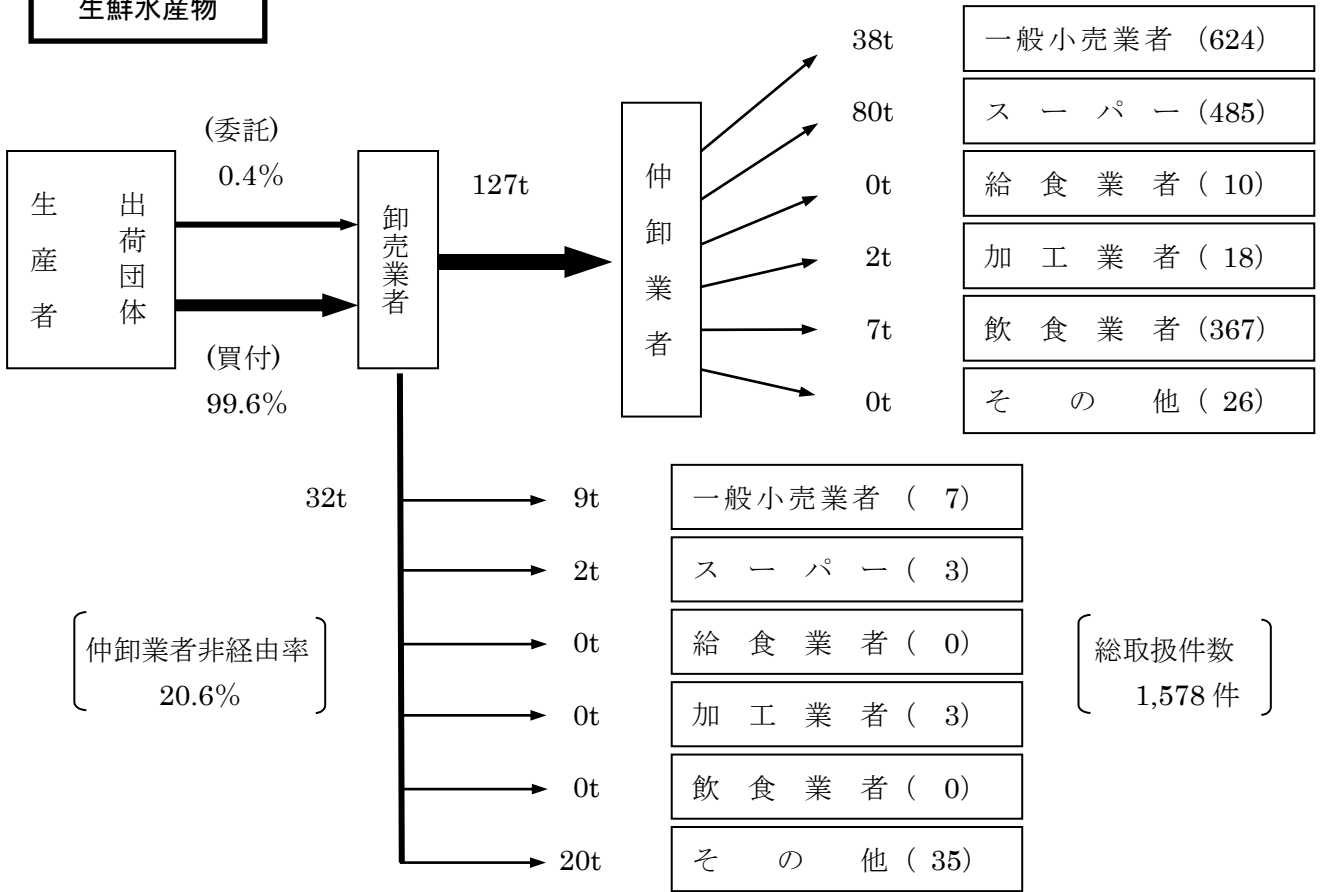 生鮮水産物
38t
一般小売業者 (624)
80t
スーパー (485)
0t
給食業者 ( 10)
2t
加工業者 ( 18)
7t
飲食業者 (367)
0t
その他 ( 26)
(委託)
0.4%
生産者
出荷団体
卸売業者
127t
仲卸業者
(買付)
99.6%
32t
9t
一般小売業者 ( 7)
2t
スーパー ( 3)
0t
給食業者 ( 0)
0t
加工業者 ( 3)
0t
飲食業者 ( 0)
20t
その他 ( 35)
仲卸業者非経由率
20.6%
総取扱件数
1,578 件